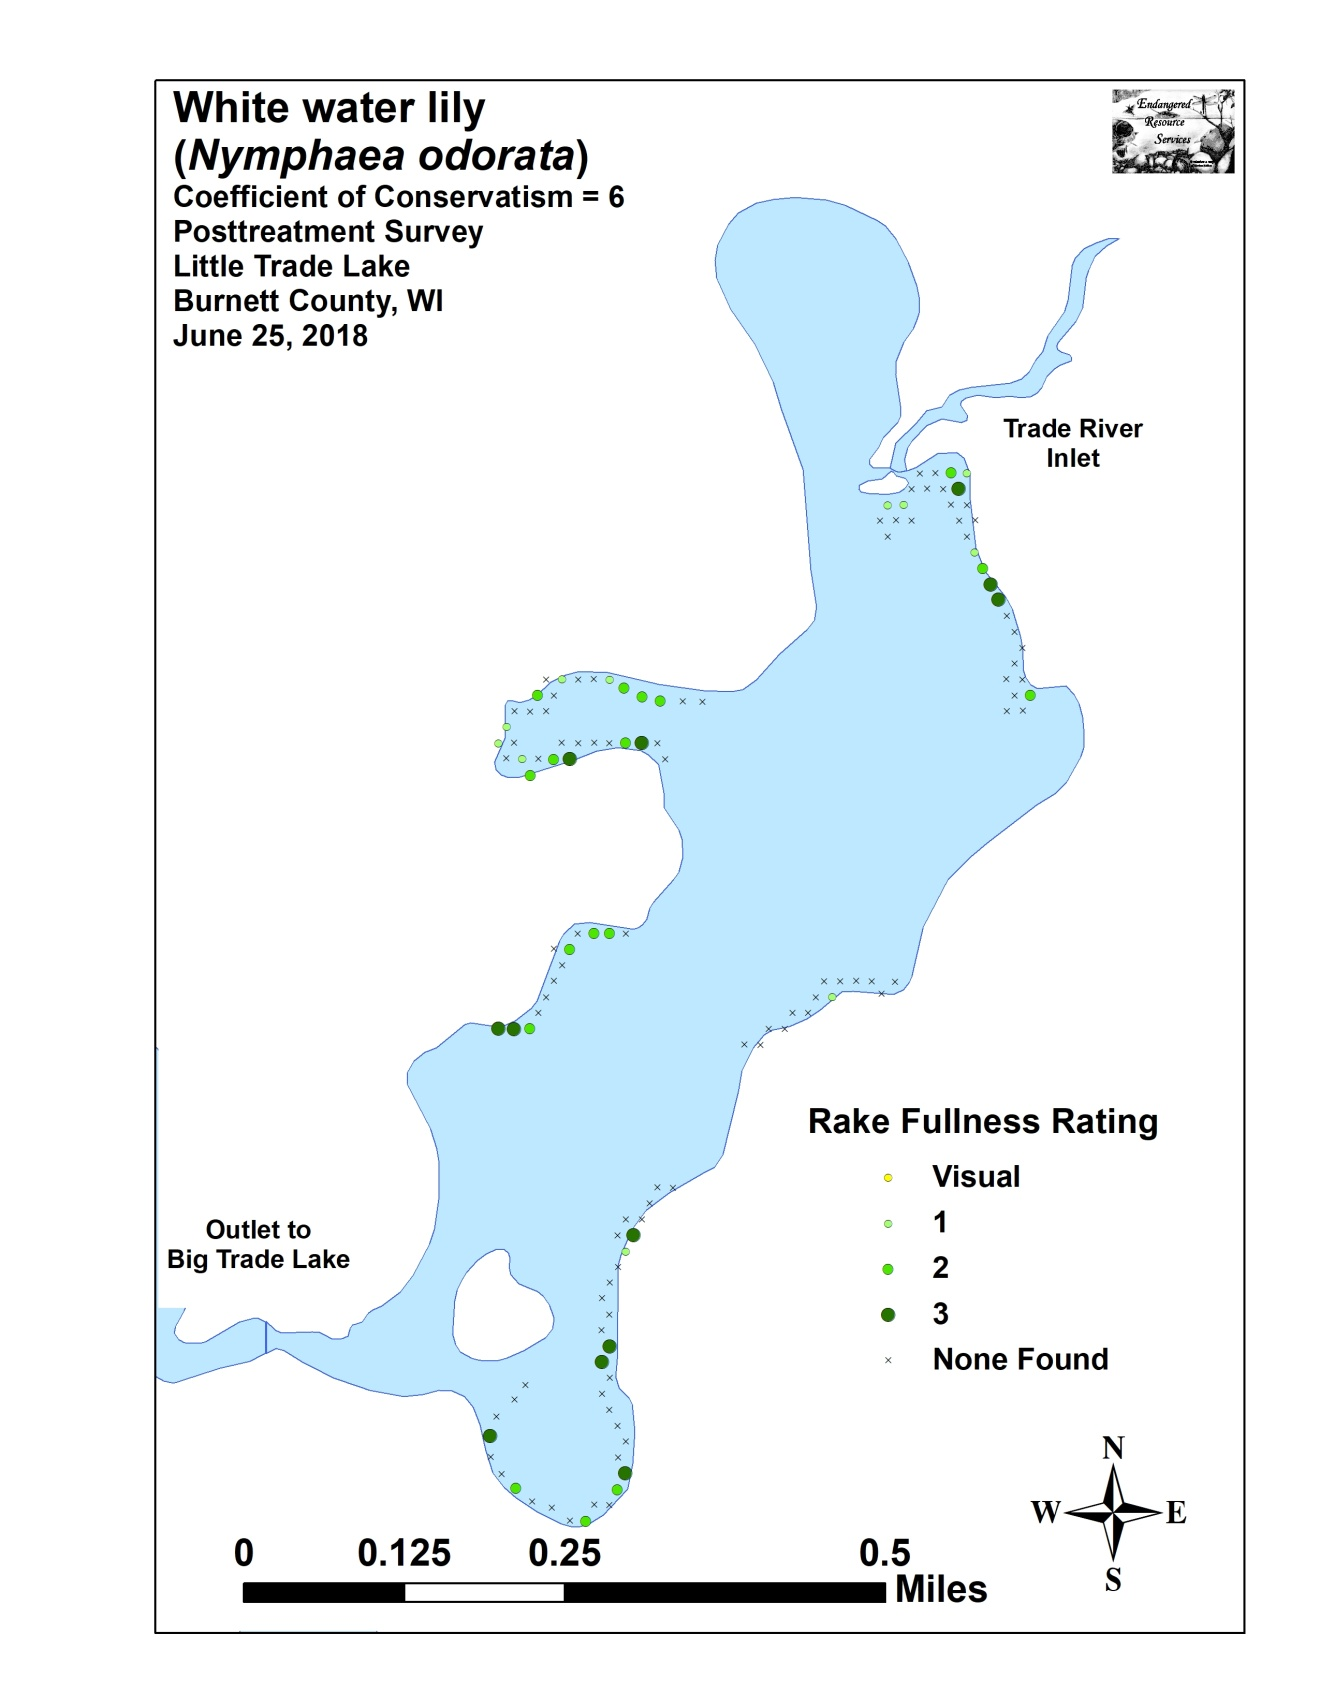 White water lily
(Nymphaea odorata)
Coefficient of Conservatism = 6
Posttreatment Survey
Little Trade Lake
Burnett County, WI
June 25, 2018
Endangered
Resource
Services
Trade River
Inlet
Rake Fullness Rating
Visual
1
2
3
None Found
Outlet to
Big Trade Lake
N
W E
S
0 0.125 0.25 0.5
Miles